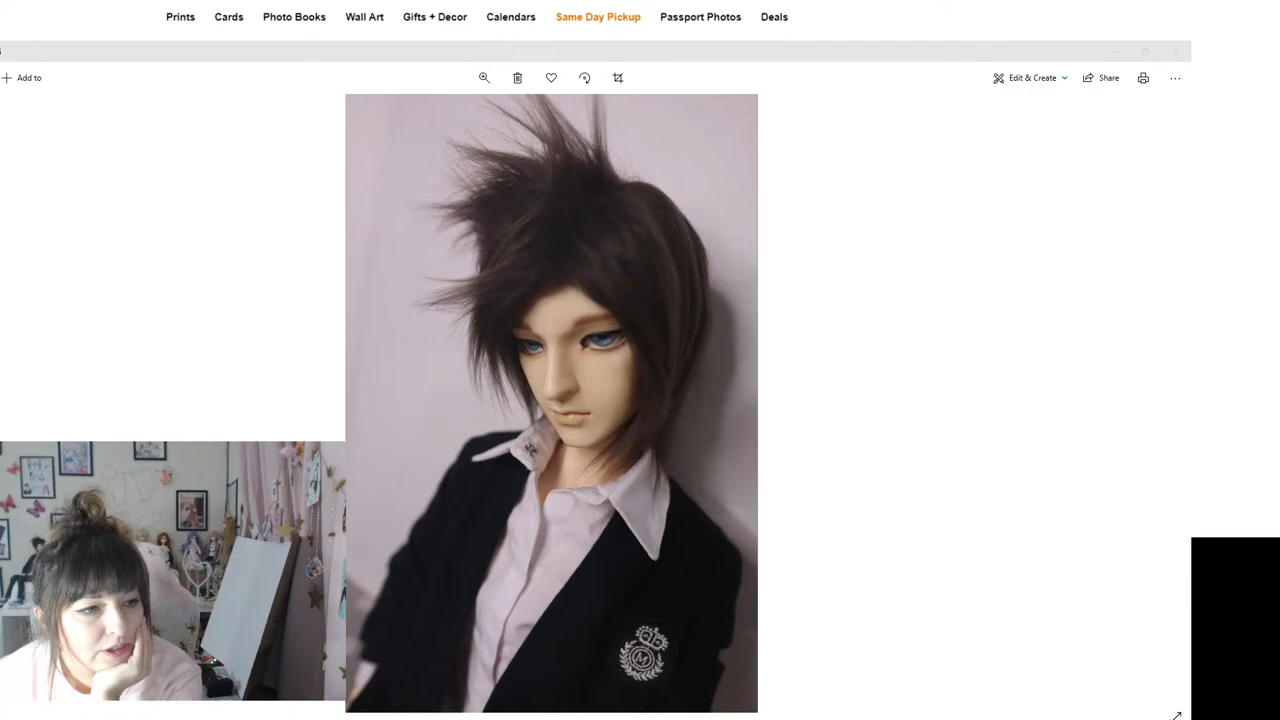 Prints Cards Photo Books Wall Art Gifts + Decor Calendars Same Day Pickup Passport Photos Deals
Add to Edit & Create Share
M